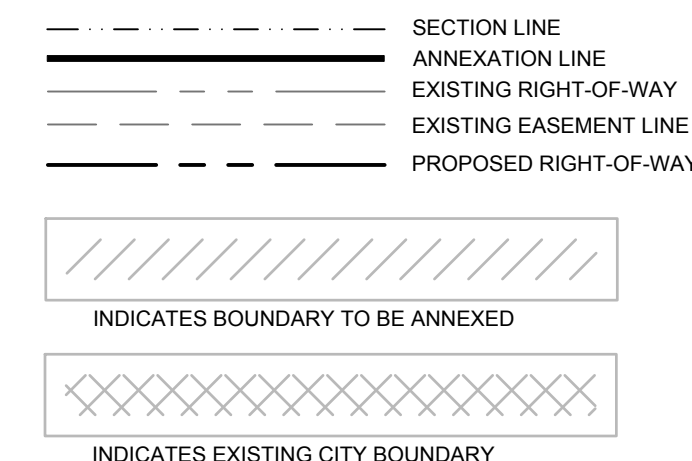 SECTION LINE
ANNEXATION LINE
EXISTING RIGHT-OF-WAY
EXISTING EASEMENT LINE
PROPOSED RIGHT-OF-WAY
INDICATES BOUNDARY TO BE ANNEXED
INDICATES EXISTING CITY BOUNDARY